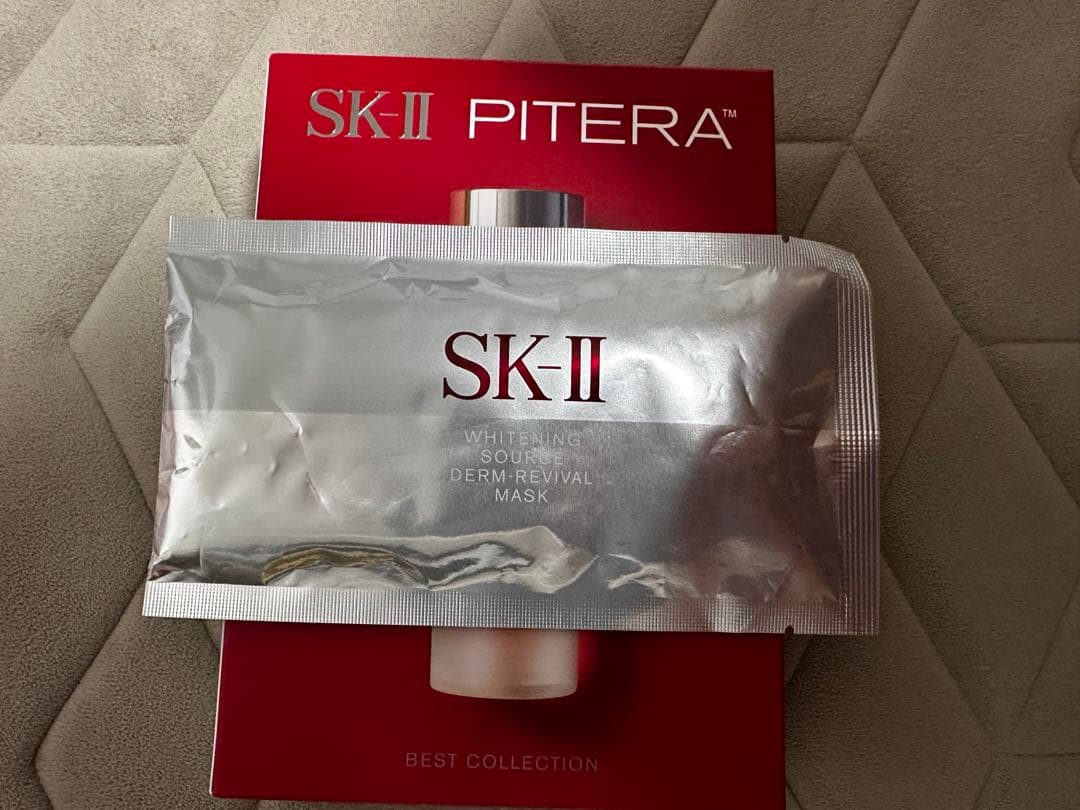 SK-II PITERA™
SK-II
WHITENING
SOURCE
DERM-REVIVAL
MASK
BEST COLLECTION